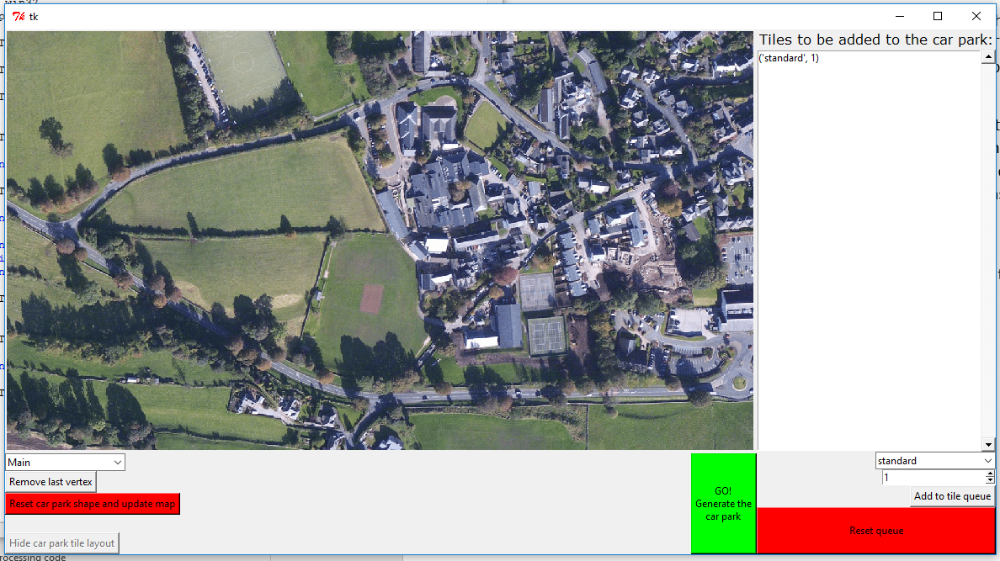 tk
Tiles to be added to the car park:
('standard', 1)
Main
Remove last vertex
Reset car park shape and update map
Hide car park tile layout
GO!
Generate the
car park
standard
1
Add to tile queue
Reset queue
rocessing code